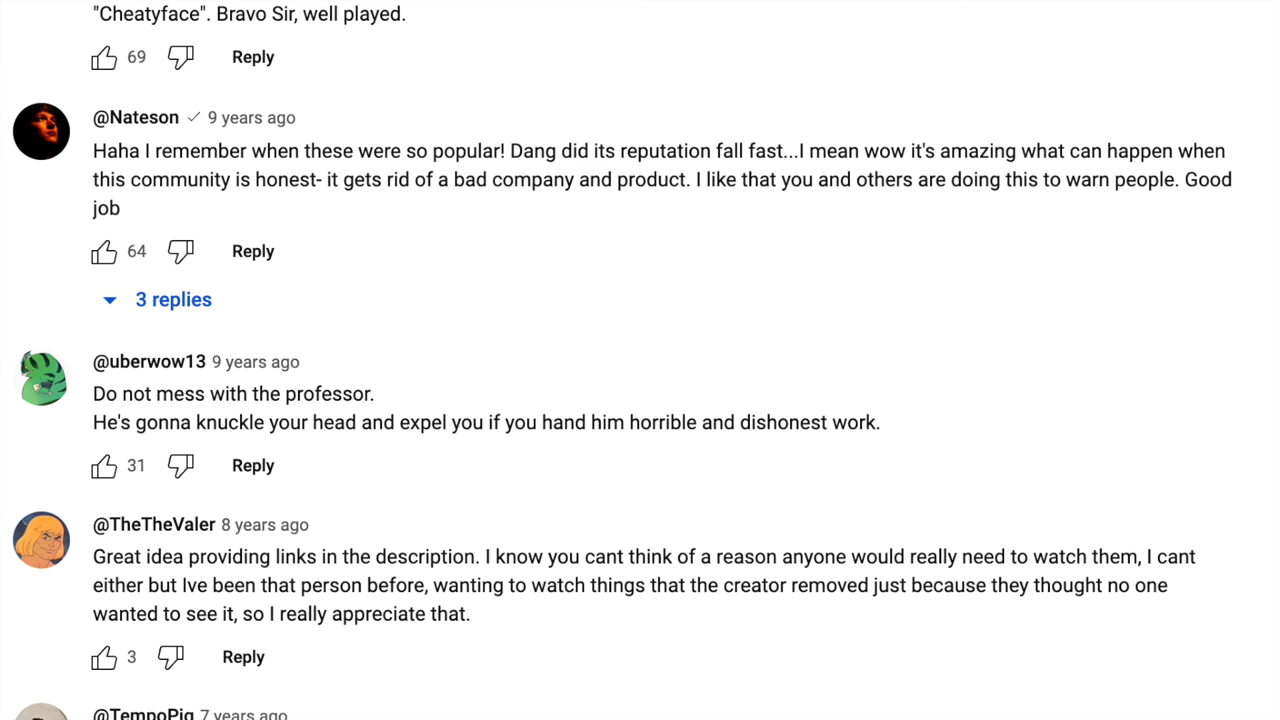 "Cheatyface". Bravo Sir, well played.
69 Reply
@Nateson 9 years ago
Haha I remember when these were so popular! Dang did its reputation fall fast...I mean wow it's amazing what can happen when
this community is honest- it gets rid of a bad company and product. I like that you and others are doing this to warn people. Good
job
64 Reply
3 replies
@uberwow13 9 years ago
Do not mess with the professor.
He's gonna knuckle your head and expel you if you hand him horrible and dishonest work.
31 Reply
@TheTheValer 8 years ago
Great idea providing links in the description. I know you cant think of a reason anyone would really need to watch them, I cant
either but Ive been that person before, wanting to watch things that the creator removed just because they thought no one
wanted to see it, so I really appreciate that.
3 Reply
@TempoPig 7 years ago